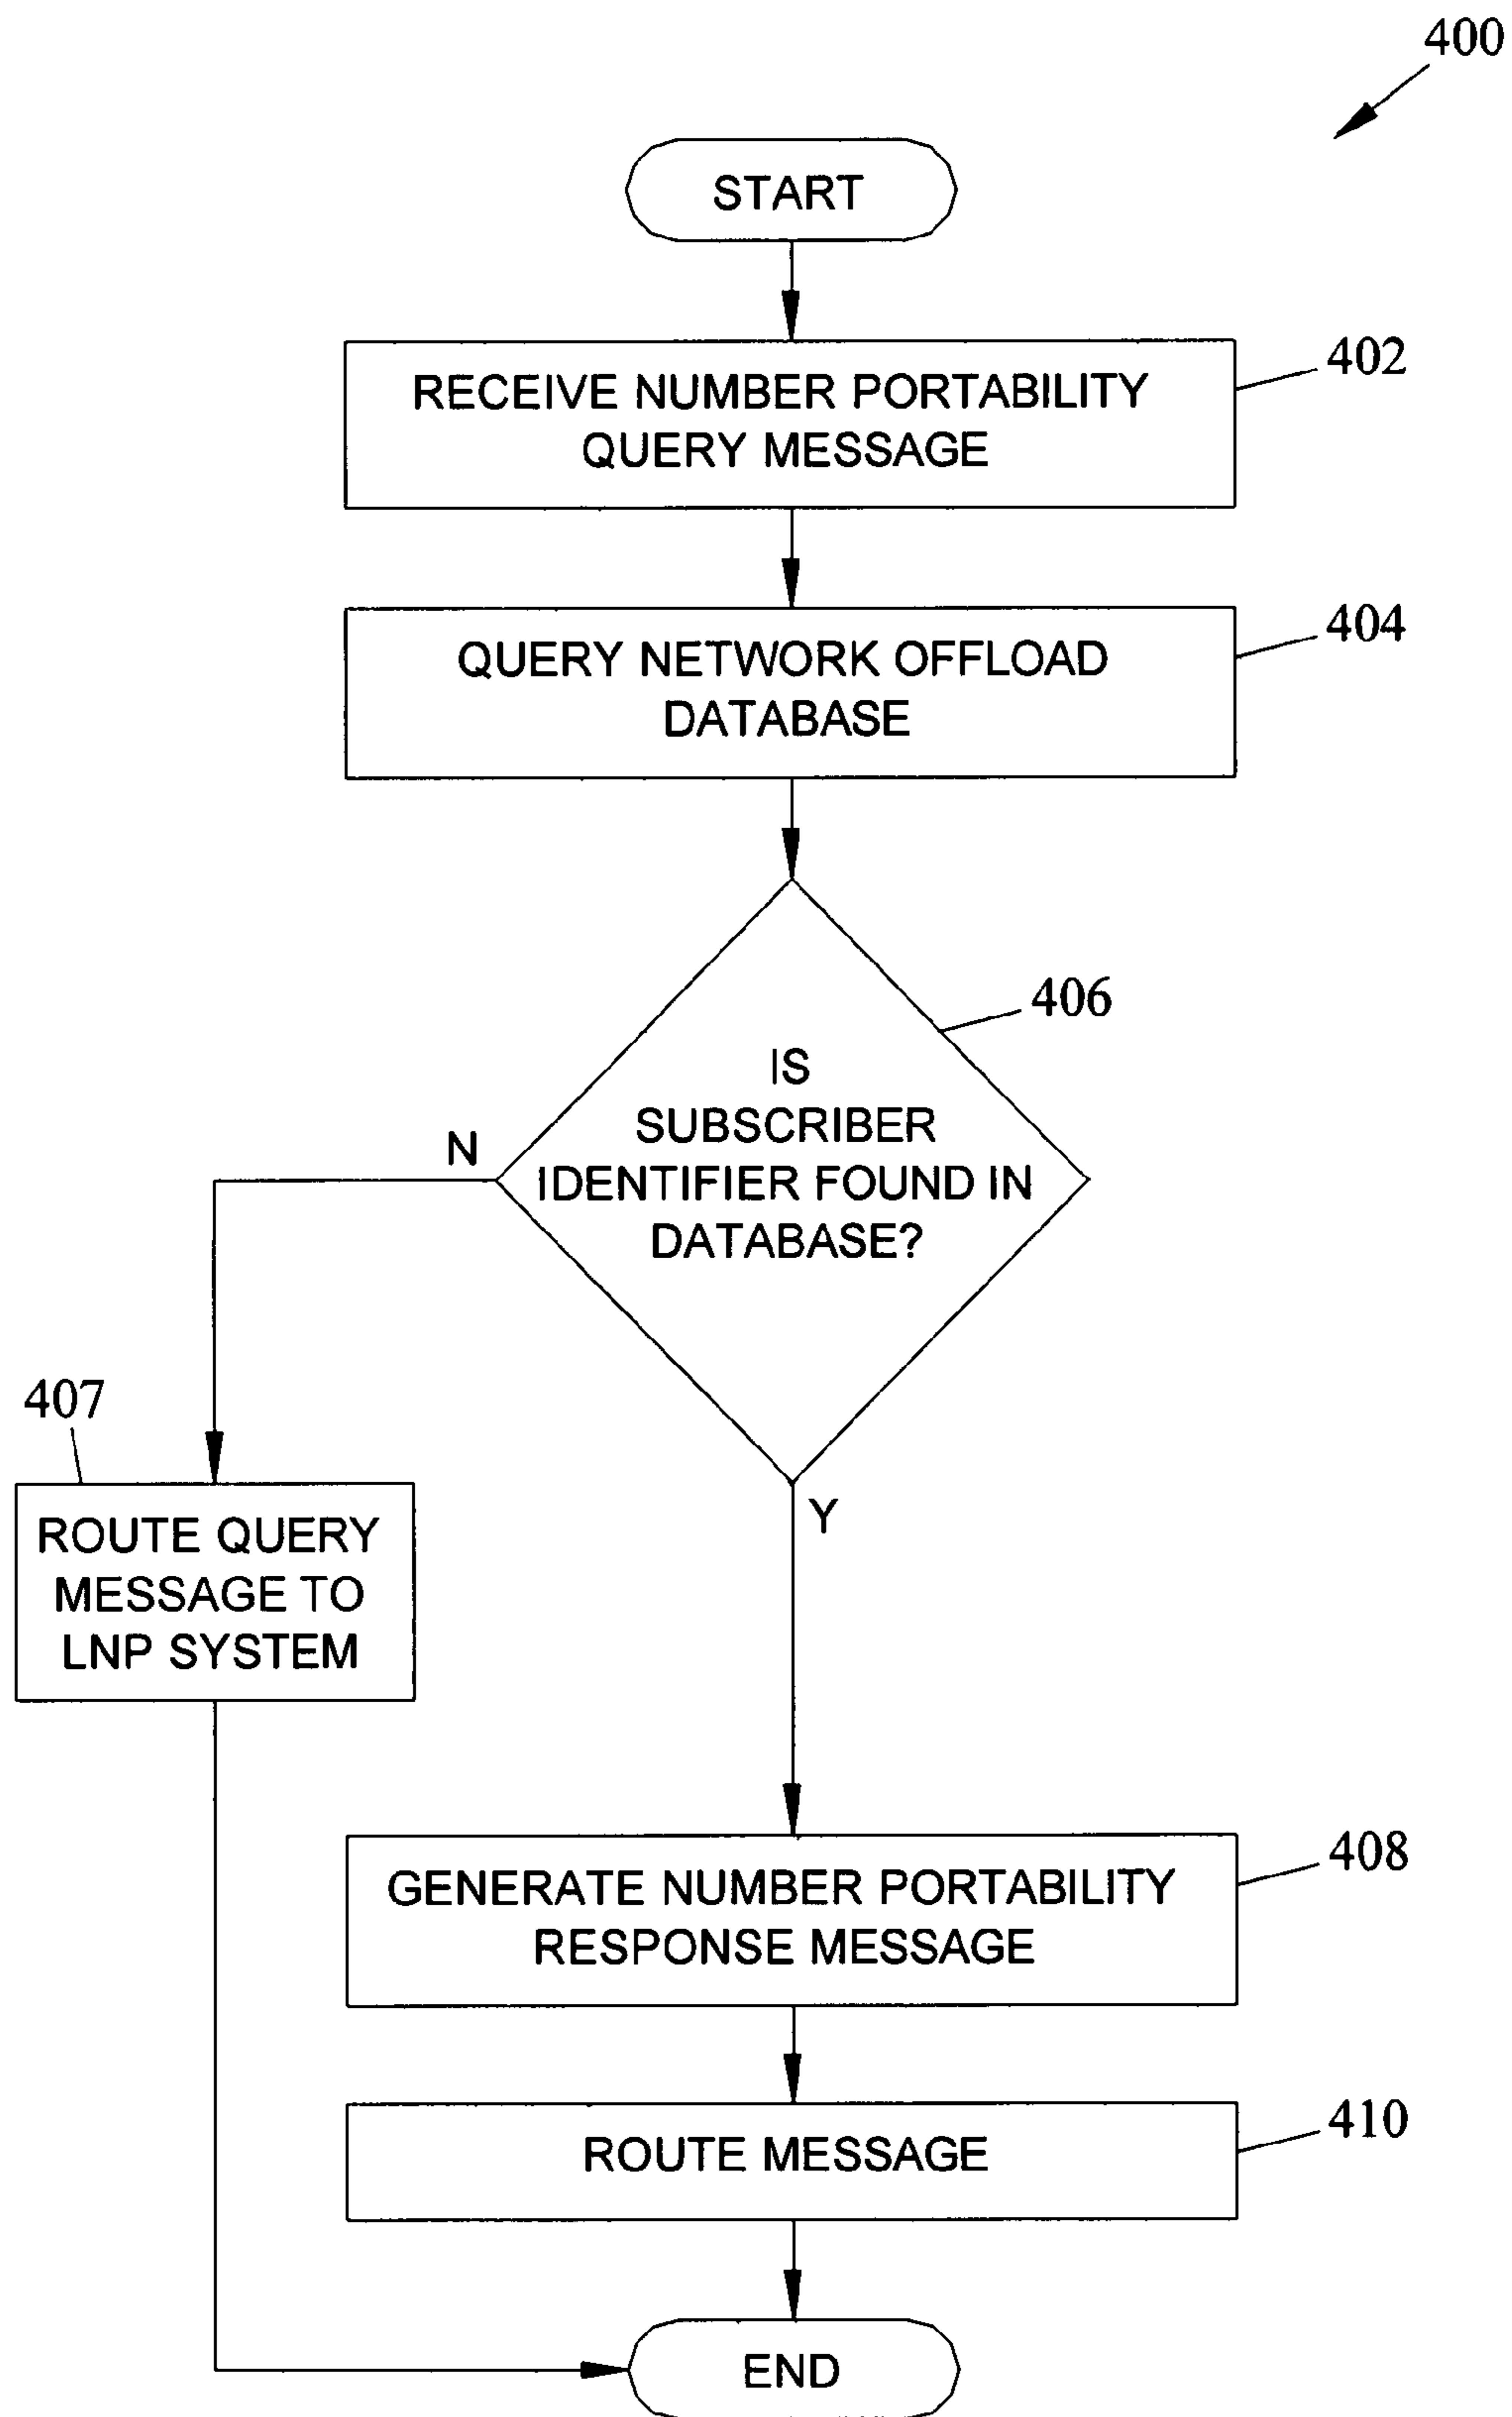 400
START
RECEIVE NUMBER PORTABILITY
QUERY MESSAGE
402
QUERY NETWORK OFFLOAD
DATABASE
404
406
IS
SUBSCRIBER
IDENTIFIER FOUND IN
DATABASE?
N
Y
407
ROUTE QUERY
MESSAGE TO
LNP SYSTEM
GENERATE NUMBER PORTABILITY
RESPONSE MESSAGE
408
ROUTE MESSAGE
410
END